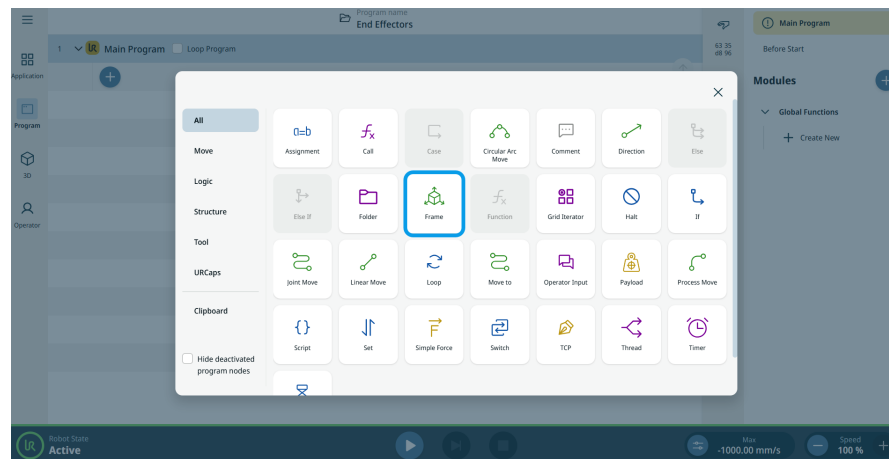 Program name
End Effectors
1 Main Program Loop Program
63 35
d8 96
Main Program
Before Start
Modules
Global Functions
Create New
Application
Program
3D
Operator
All
Move
Logic
Structure
Tool
URCaps
Clipboard
Hide deactivated
program nodes
a=b
Assignment
Call
Case
Circular Arc
Move
Comment
Direction
Else
Else If
Folder
Frame
Function
Grid Iterator
Halt
If
Joint Move
Linear Move
Loop
Move to
Operator Input
Payload
Process Move
Script
Set
Simple Force
Switch
TCP
Thread
Timer
Robot State
Active
Max
-1000.00 mm/s
Speed
100 %